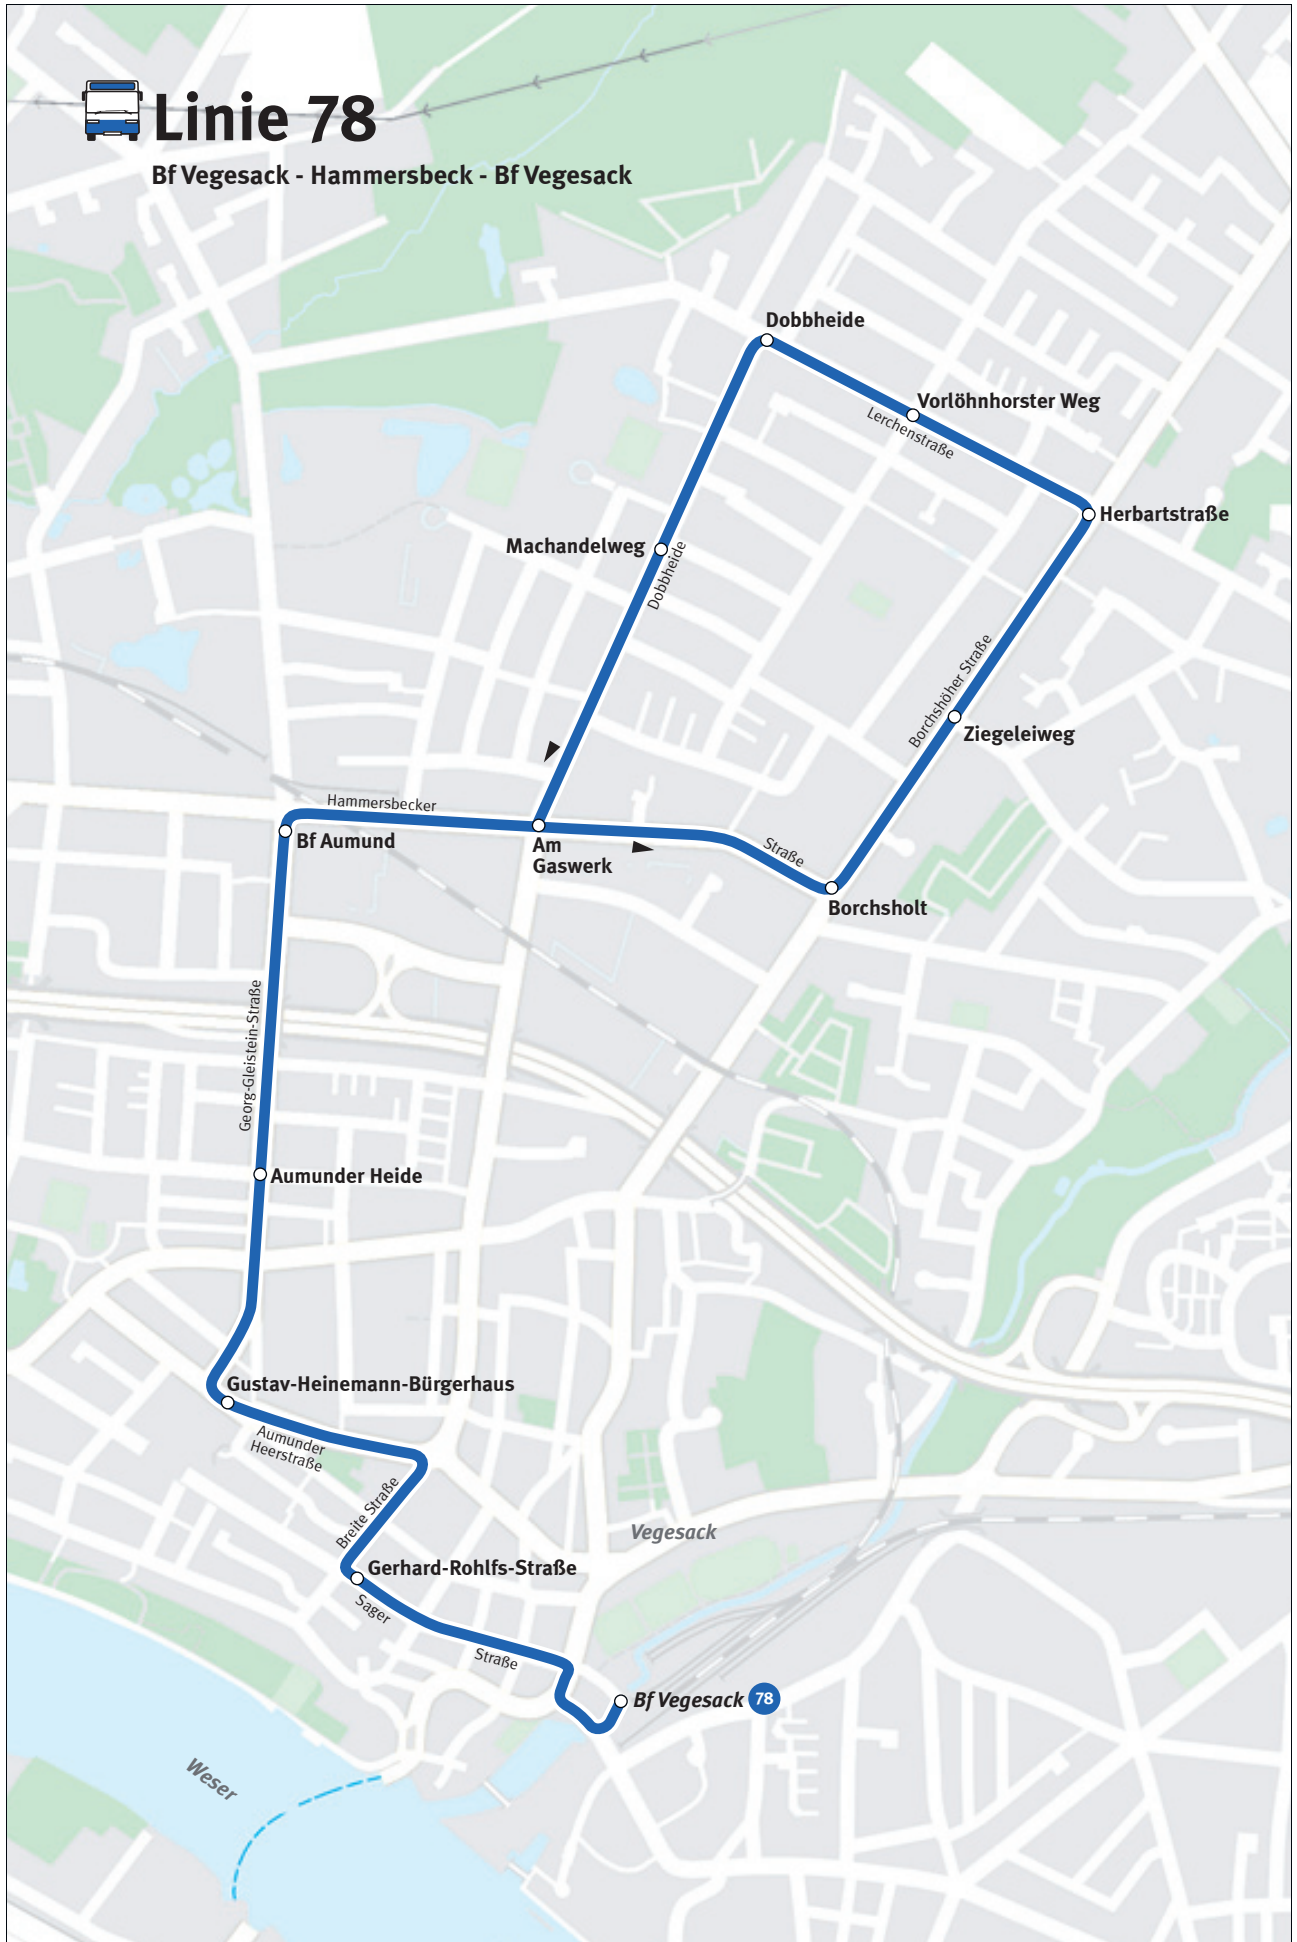 Linie 78
Bf Vegesack - Hammersbeck - Bf Vegesack
Dobbheide
Vorlöhnhorster Weg
Lerchenstraße
Herbartstraße
Machandelweg
Dobbheide
Borchshöher Straße
Ziegeleiweg
Hammersbecker
Bf Aumund
Am
Gaswerk
Straße
Borchsholt
Georg-Gleistein-Straße
Aumunder Heide
Gustav-Heinemann-Bürgerhaus
Aumunder
Heerstraße
Breite Straße
Vegesack
Gerhard-Rohlfs-Straße
Sager
Straße
Bf Vegesack 78
Weser